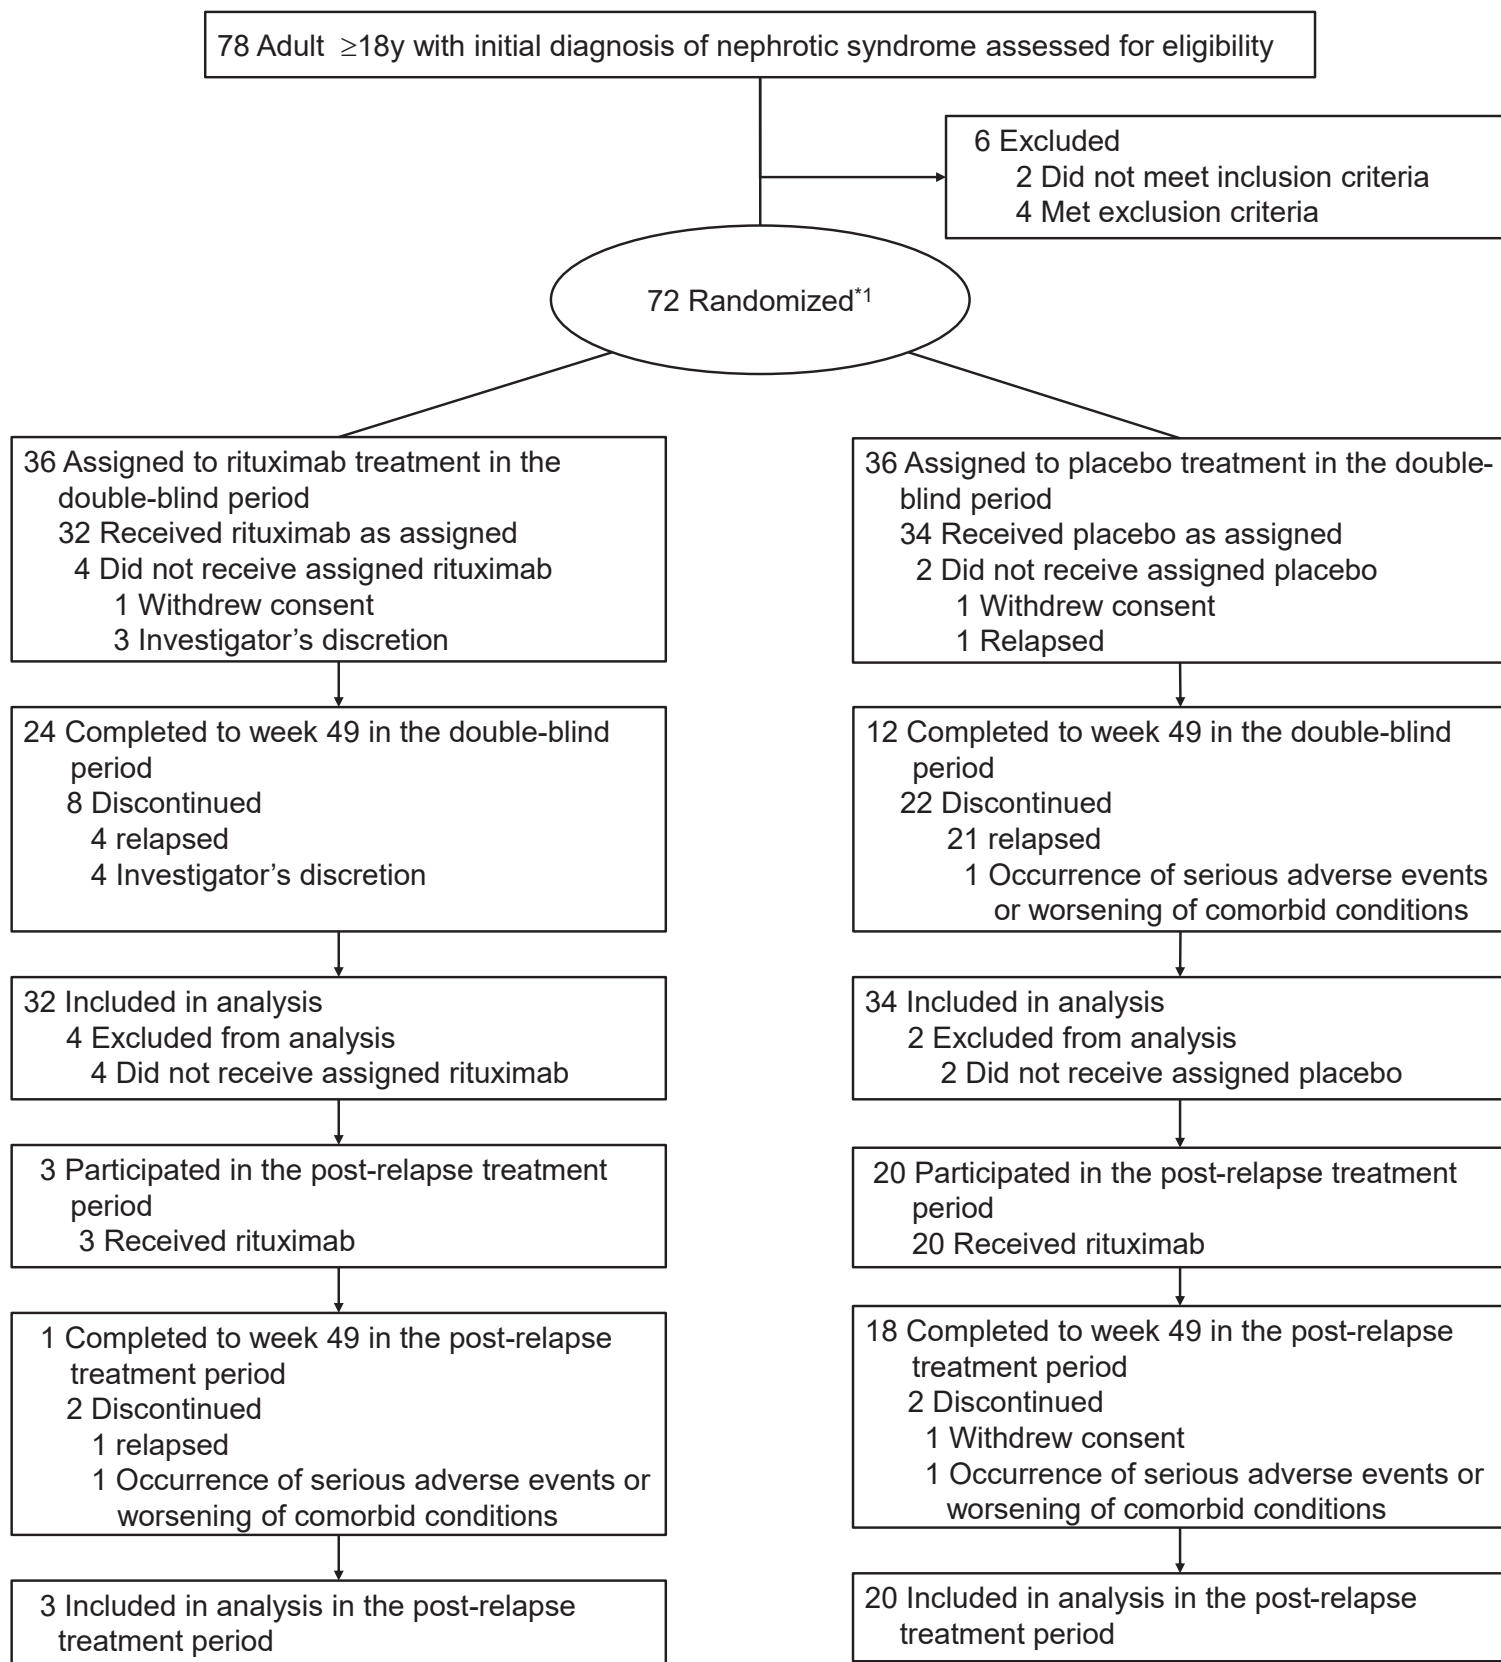 78 Adult ≥18y with initial diagnosis of nephrotic syndrome assessed for eligibility
6 Excluded
2 Did not meet inclusion criteria
4 Met exclusion criteria
72 Randomized*1
36 Assigned to rituximab treatment in the
double-blind period
32 Received rituximab as assigned
4 Did not receive assigned rituximab
1 Withdrew consent
3 Investigator’s discretion
36 Assigned to placebo treatment in the double-
blind period
34 Received placebo as assigned
2 Did not receive assigned placebo
1 Withdrew consent
1 Relapsed
24 Completed to week 49 in the double-blind
period
8 Discontinued
4 relapsed
4 Investigator’s discretion
12 Completed to week 49 in the double-blind
period
22 Discontinued
21 relapsed
1 Occurrence of serious adverse events
or worsening of comorbid conditions
32 Included in analysis
4 Excluded from analysis
4 Did not receive assigned rituximab
34 Included in analysis
2 Excluded from analysis
2 Did not receive assigned placebo
3 Participated in the post-relapse treatment
period
3 Received rituximab
20 Participated in the post-relapse treatment
period
20 Received rituximab
1 Completed to week 49 in the post-relapse
treatment period
2 Discontinued
1 relapsed
1 Occurrence of serious adverse events or
worsening of comorbid conditions
18 Completed to week 49 in the post-relapse
treatment period
2 Discontinued
1 Withdrew consent
1 Occurrence of serious adverse events or
worsening of comorbid conditions
3 Included in analysis in the post-relapse
treatment period
20 Included in analysis in the post-relapse
treatment period